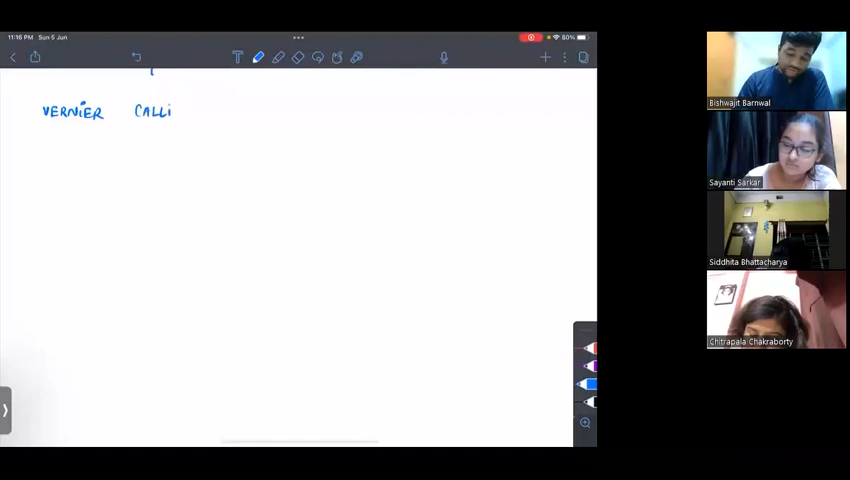 11:16 PM Sun 5 Jun
80%
T
VERNIER CALLI
Bishwajit Barnwal
Sayanti Sarkar
Siddhita Bhattacharya
Chitrapala Chakraborty